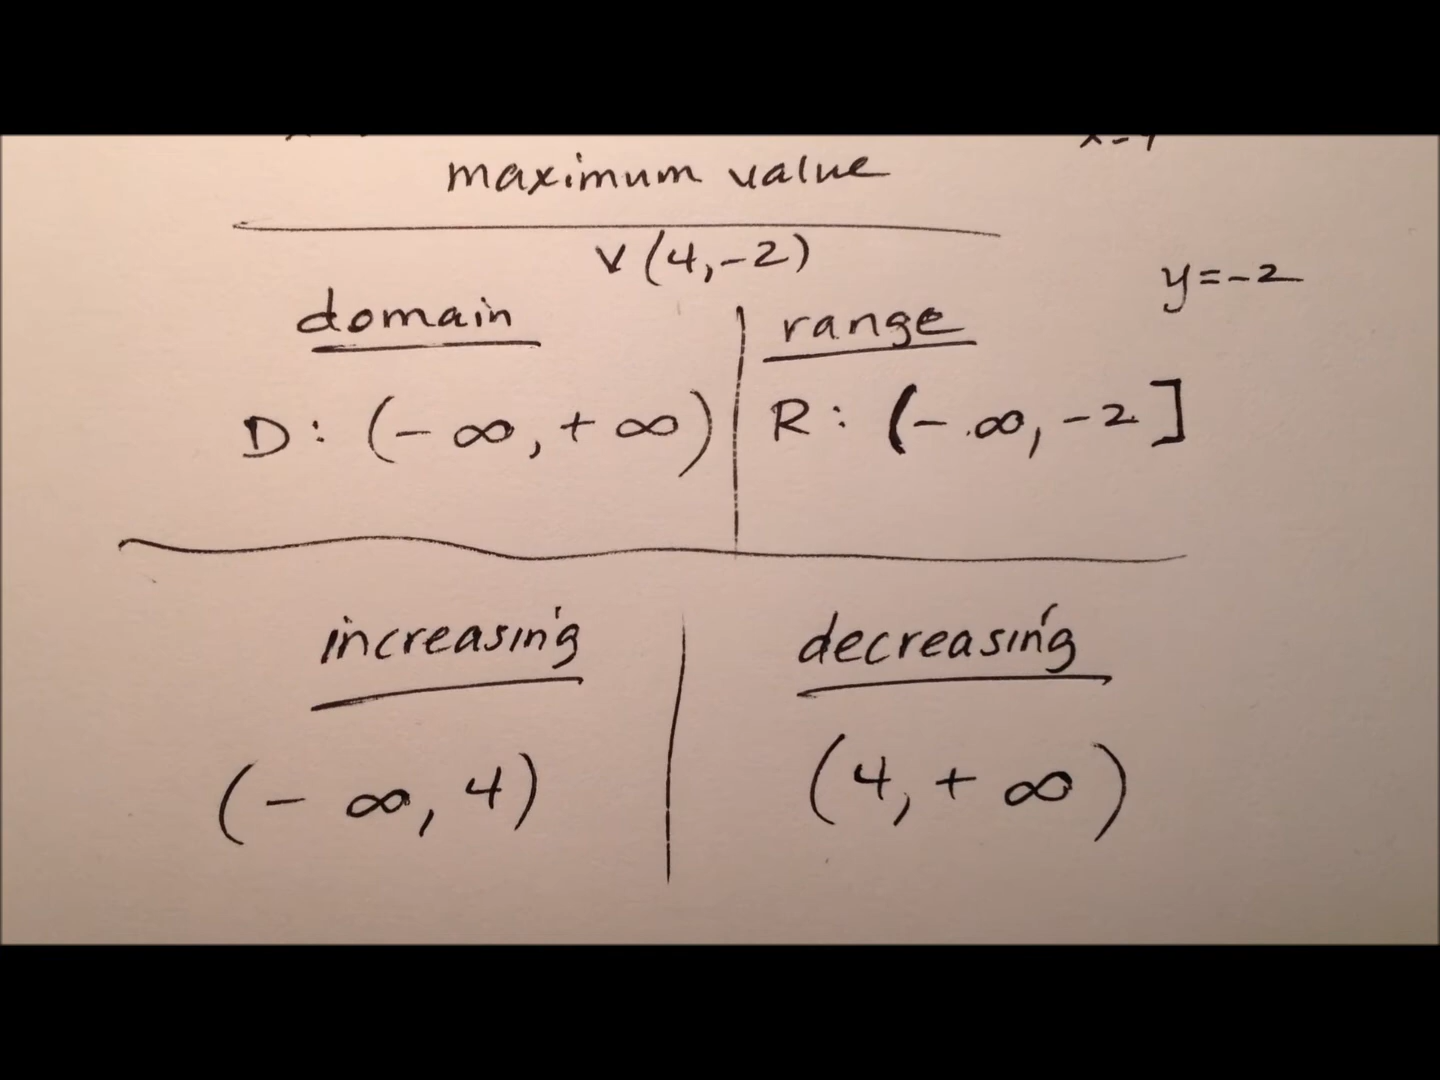 maximum value
V (4,-2)
y=-2
domain
range
D: (-∞,+∞)
R: (-∞,-2]
increasing
decreasing
(-∞,4)
(4,+∞)